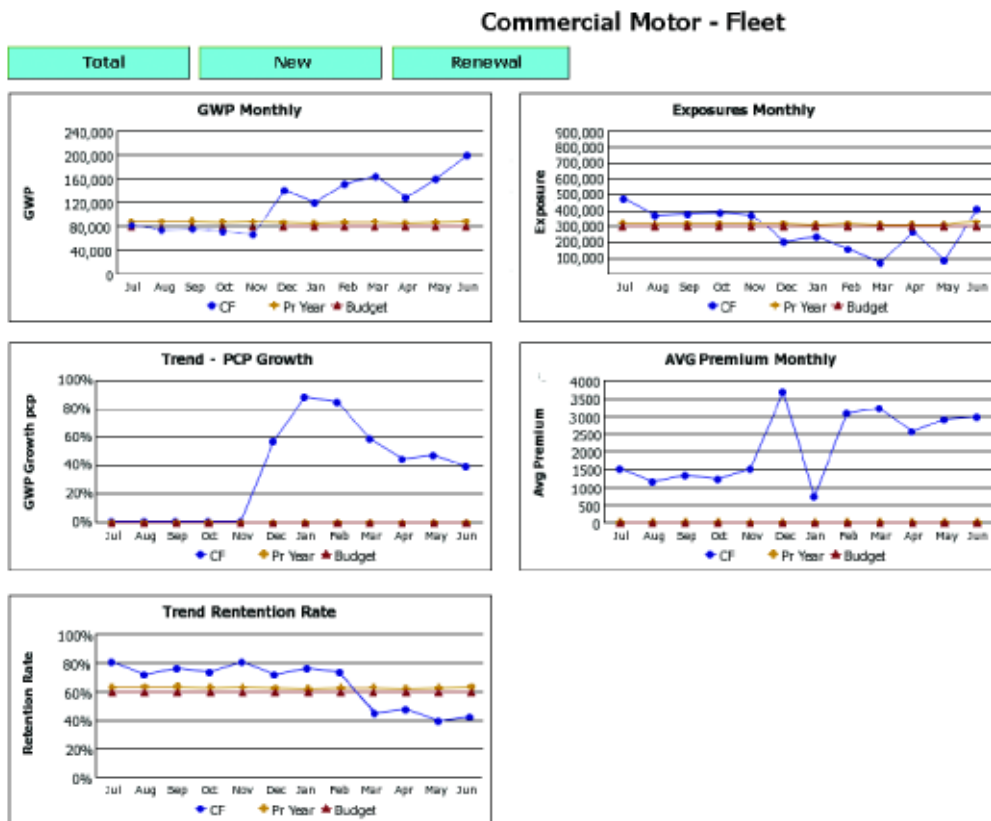 Commercial Motor - Fleet
Total New Renewal
GWP Monthly
GWP
240,000
200,000
160,000
120,000
80,000
40,000
0
Jul Aug Sep Oct Nov Dec Jan Feb Mar Apr May Jun
CF Pr Year Budget
Exposures Monthly
Exposure
900,000
800,000
700,000
600,000
500,000
400,000
300,000
200,000
100,000
Jul Aug Sep Oct Nov Dec Jan Feb Mar Apr May Jun
CF Pr Year Budget
Trend - PCP Growth
GWP Growth pcp
100%
80%
60%
40%
20%
0%
Jul Aug Sep Oct Nov Dec Jan Feb Mar Apr May Jun
CF Pr Year Budget
AVG Premium Monthly
Avg Premium
4000
3500
3000
2500
2000
1500
1000
500
0
Jul Aug Sep Oct Nov Dec Jan Feb Mar Apr May Jun
CF Pr Year Budget
Trend Rentention Rate
Retention Rate
100%
80%
60%
40%
20%
0%
Jul Aug Sep Oct Nov Dec Jan Feb Mar Apr May Jun
CF Pr Year Budget